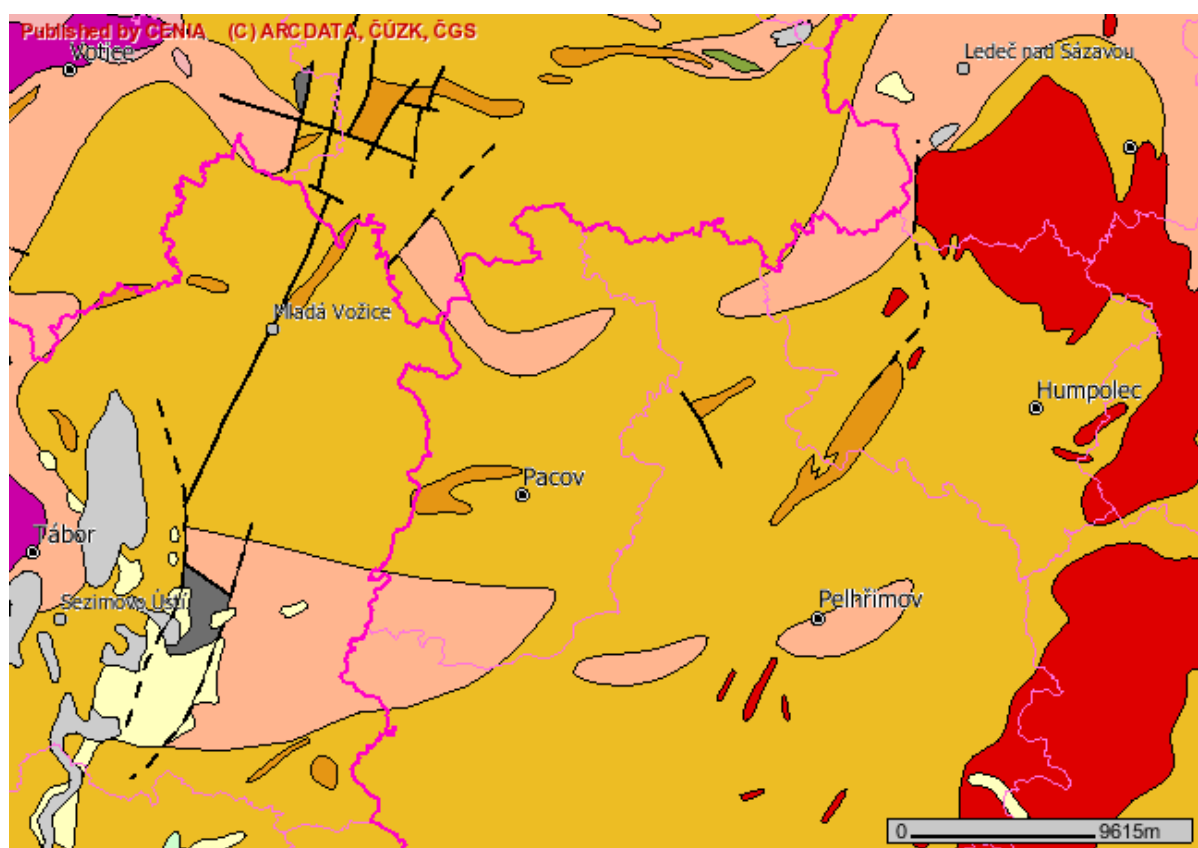 Published by CENIA (C) ARCDATA, ČÚZK, ČGS
Votice
Ledeč nad Sázavou
Mladá Vožice
Humpolec
Pacov
Tábor
Sezimovo Ústí
Pelhřimov
0 9615m